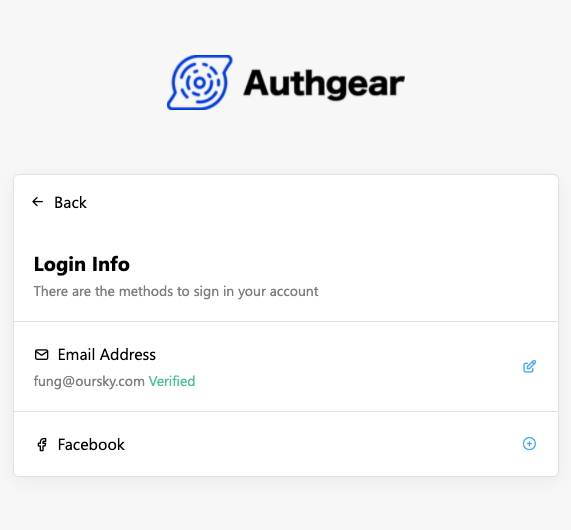 Authgear
Back
Login Info
There are the methods to sign in your account
Email Address
fung@oursky.com Verified
Facebook